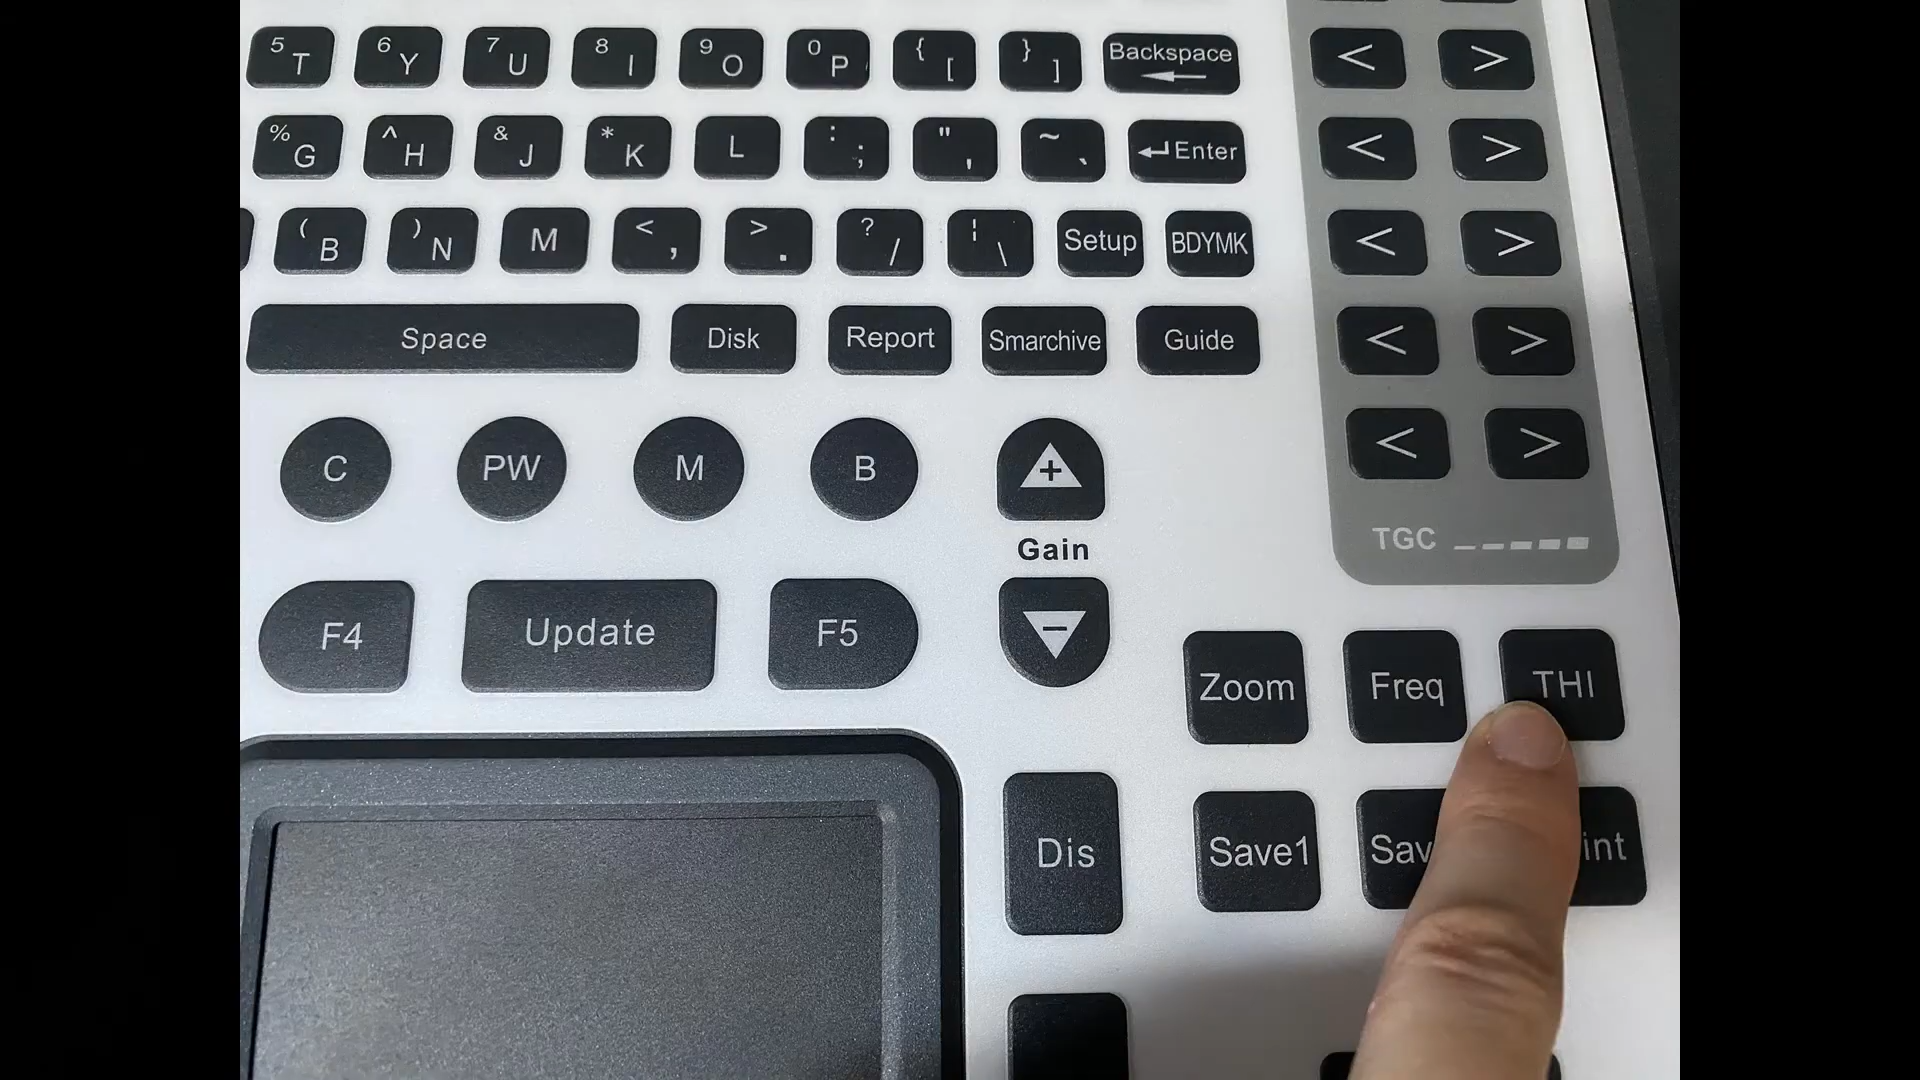 5 T 6 Y 7 U 8 I 9 O 0 P { [ } ] Backspace < >
% G ^ H & J * K L : ; " , ~ ` Enter < >
( B ) N M < , > . ? / ¦ \ Setup BDYMK < >
Space Disk Report Smarchive Guide < >
C PW M B + < >
Gain TGC
F4 Update F5 −
Zoom Freq THI
Dis Save1